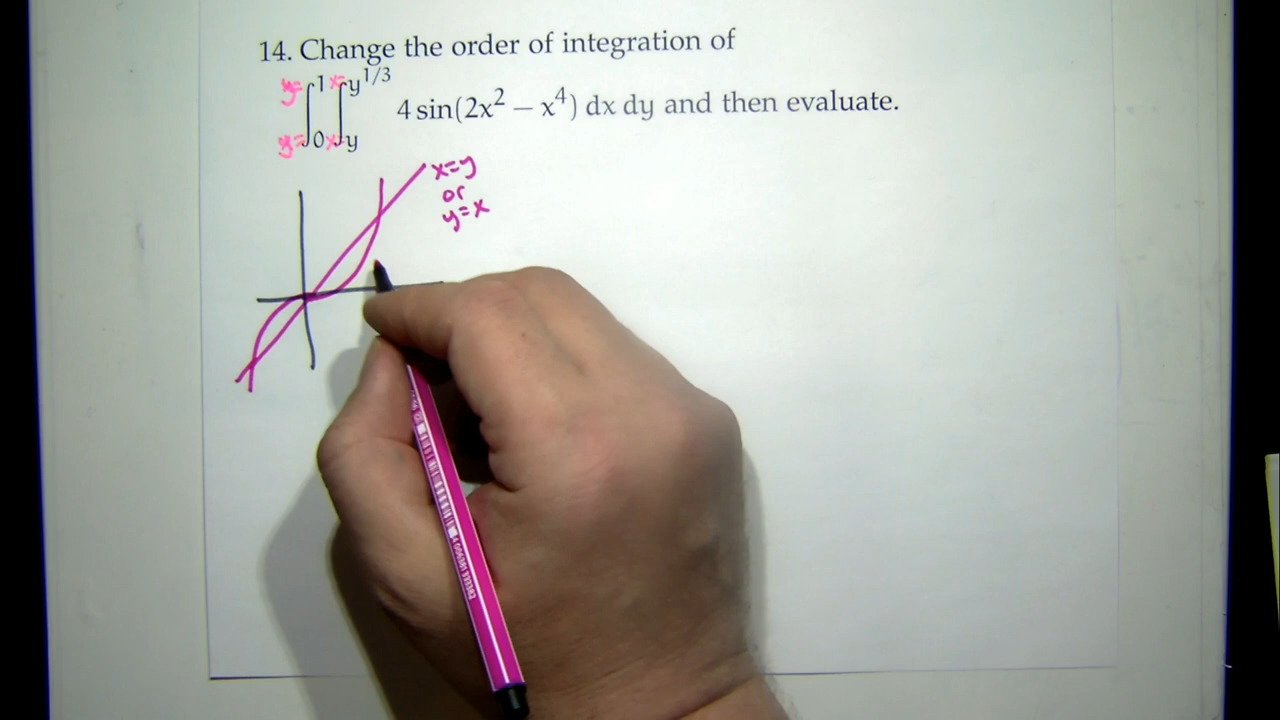 14. Change the order of integration of
y= ∫ 1 x= ∫ y^{1/3}
4 sin(2x² − x⁴) dx dy and then evaluate.
y= 0 x= y
x=y
or
y=x